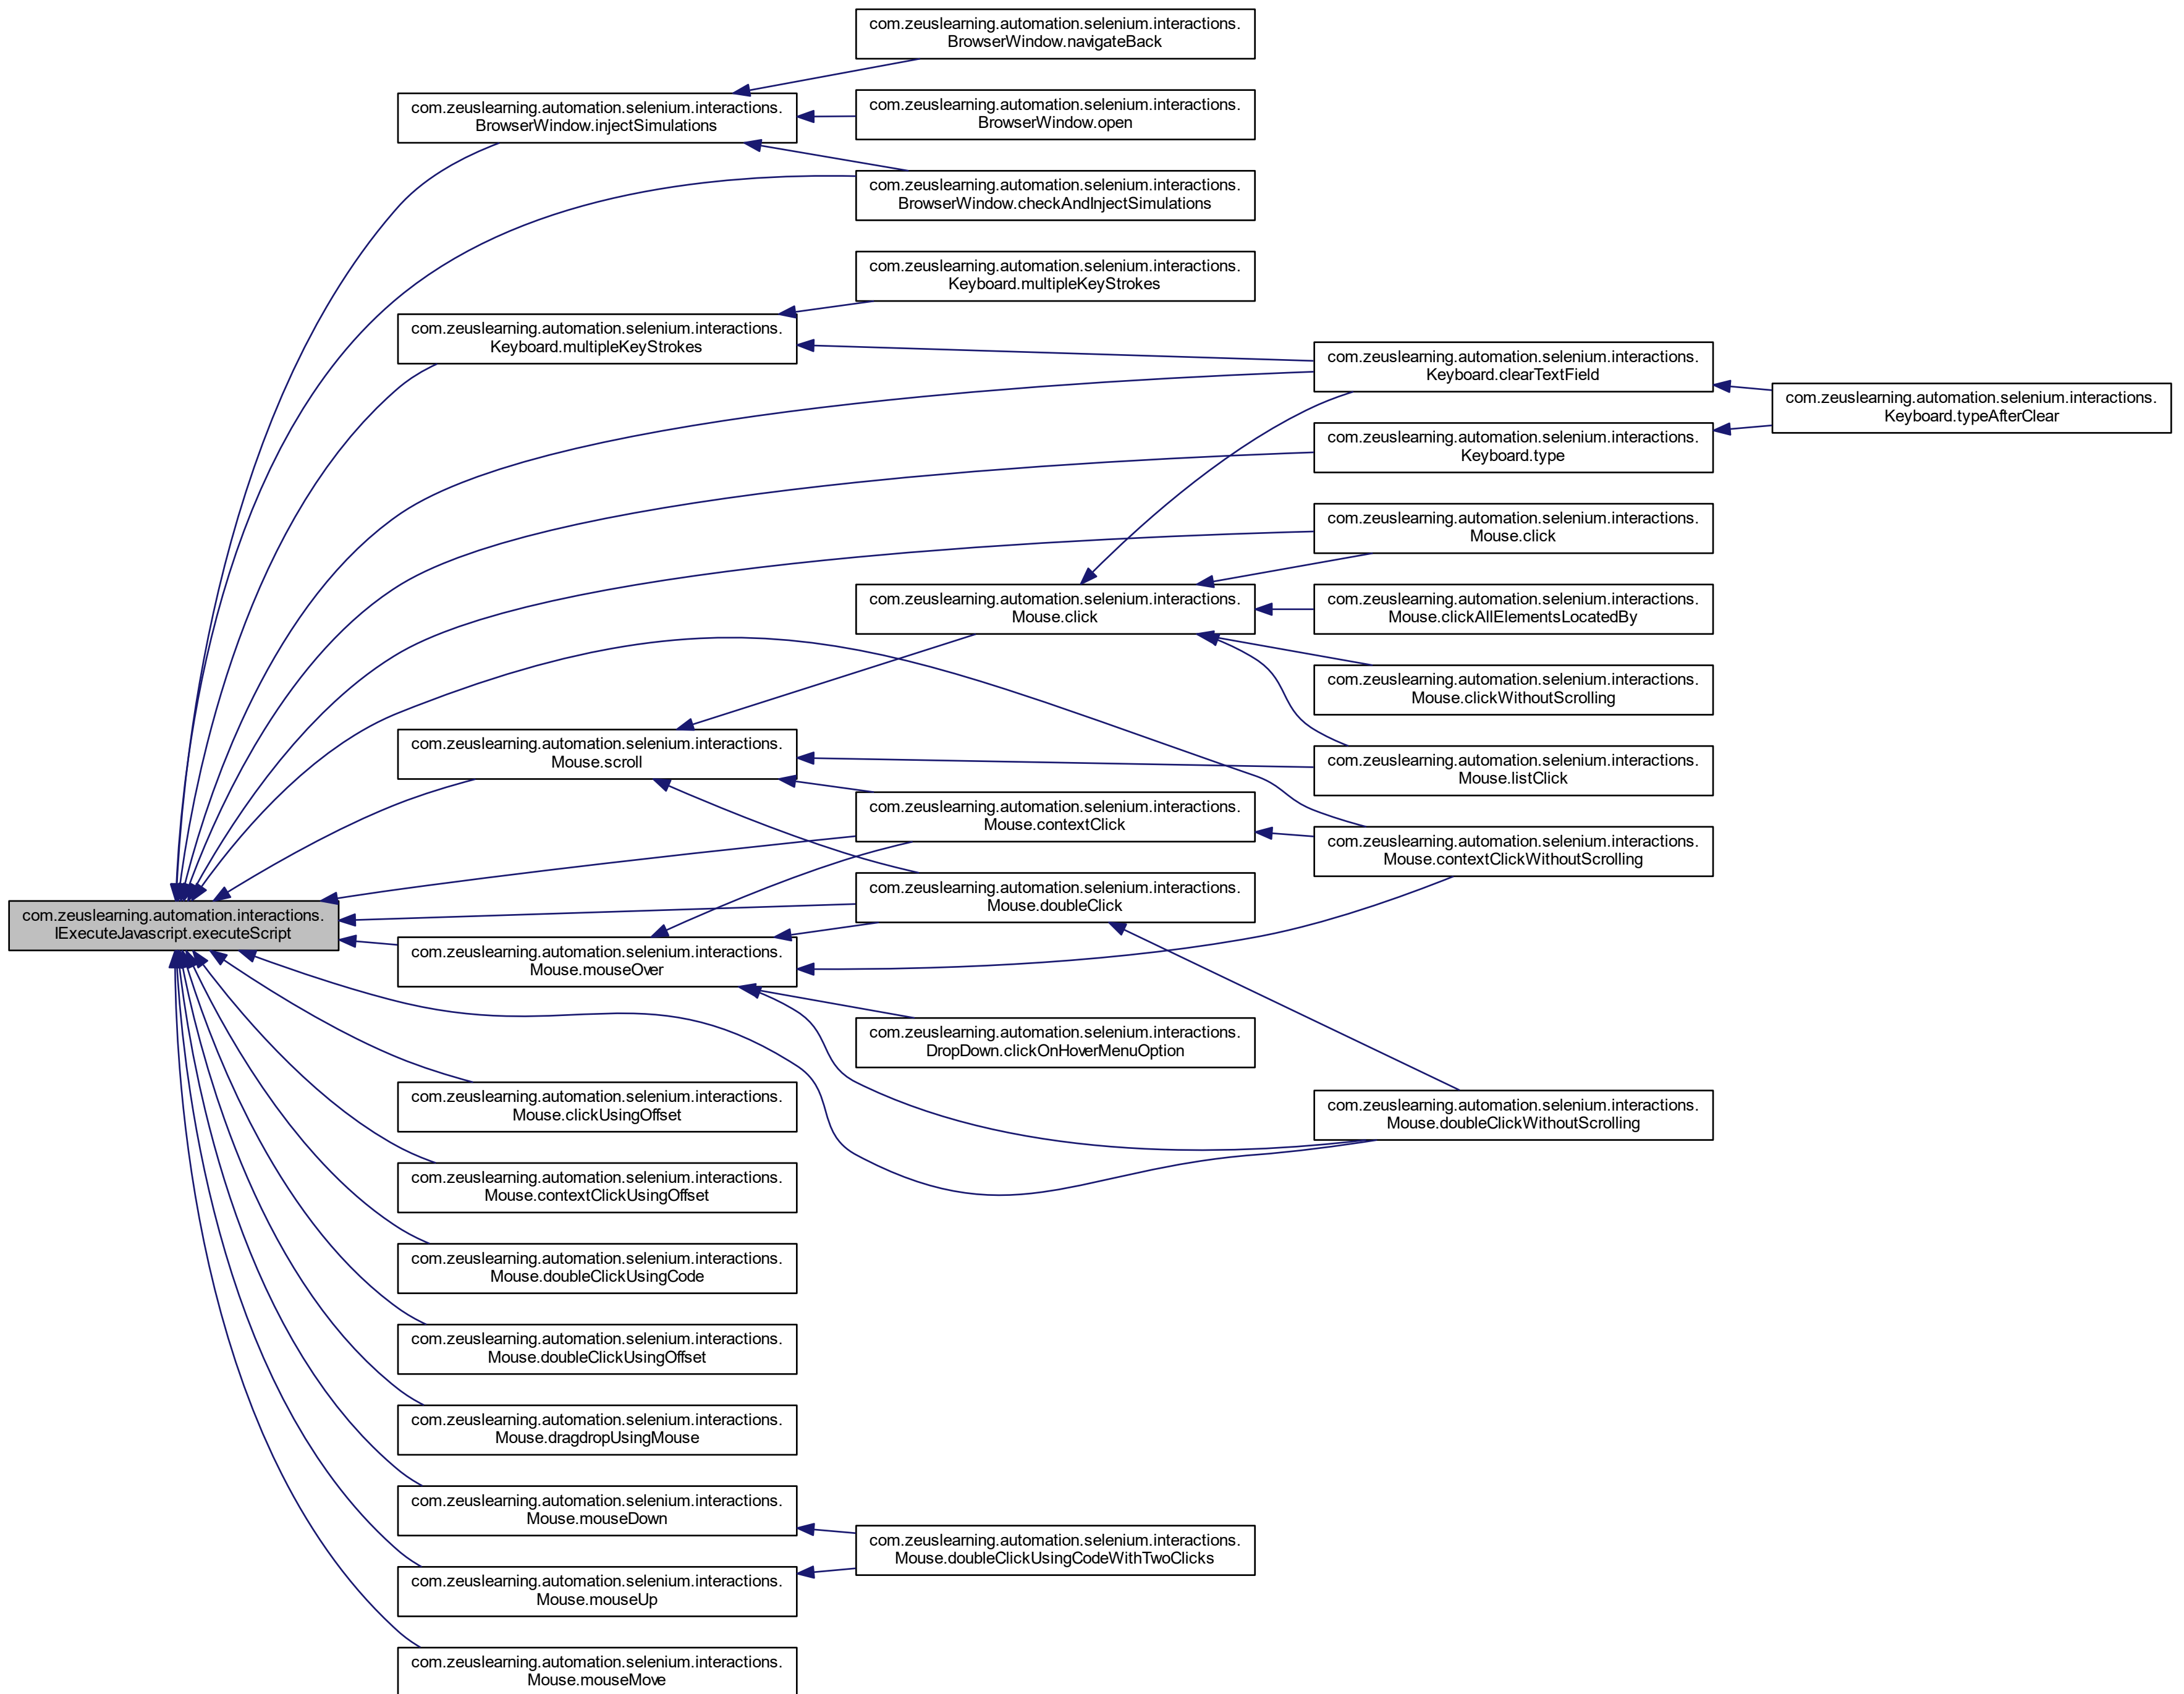 com.zeuslearning.automation.selenium.interactions.
BrowserWindow.navigateBack
com.zeuslearning.automation.selenium.interactions.
BrowserWindow.injectSimulations
com.zeuslearning.automation.selenium.interactions.
BrowserWindow.open
com.zeuslearning.automation.selenium.interactions.
BrowserWindow.checkAndInjectSimulations
com.zeuslearning.automation.selenium.interactions.
Keyboard.multipleKeyStrokes
com.zeuslearning.automation.selenium.interactions.
Keyboard.multipleKeyStrokes
com.zeuslearning.automation.selenium.interactions.
Keyboard.clearTextField
com.zeuslearning.automation.selenium.interactions.
Keyboard.typeAfterClear
com.zeuslearning.automation.selenium.interactions.
Keyboard.type
com.zeuslearning.automation.selenium.interactions.
Mouse.click
com.zeuslearning.automation.selenium.interactions.
Mouse.click
com.zeuslearning.automation.selenium.interactions.
Mouse.clickAllElementsLocatedBy
com.zeuslearning.automation.selenium.interactions.
Mouse.clickWithoutScrolling
com.zeuslearning.automation.selenium.interactions.
Mouse.scroll
com.zeuslearning.automation.selenium.interactions.
Mouse.listClick
com.zeuslearning.automation.selenium.interactions.
Mouse.contextClick
com.zeuslearning.automation.selenium.interactions.
Mouse.contextClickWithoutScrolling
com.zeuslearning.automation.selenium.interactions.
Mouse.doubleClick
com.zeuslearning.automation.interactions.
IExecuteJavascript.executeScript
com.zeuslearning.automation.selenium.interactions.
Mouse.mouseOver
com.zeuslearning.automation.selenium.interactions.
DropDown.clickOnHoverMenuOption
com.zeuslearning.automation.selenium.interactions.
Mouse.clickUsingOffset
com.zeuslearning.automation.selenium.interactions.
Mouse.doubleClickWithoutScrolling
com.zeuslearning.automation.selenium.interactions.
Mouse.contextClickUsingOffset
com.zeuslearning.automation.selenium.interactions.
Mouse.doubleClickUsingCode
com.zeuslearning.automation.selenium.interactions.
Mouse.doubleClickUsingOffset
com.zeuslearning.automation.selenium.interactions.
Mouse.dragdropUsingMouse
com.zeuslearning.automation.selenium.interactions.
Mouse.mouseDown
com.zeuslearning.automation.selenium.interactions.
Mouse.doubleClickUsingCodeWithTwoClicks
com.zeuslearning.automation.selenium.interactions.
Mouse.mouseUp
com.zeuslearning.automation.selenium.interactions.
Mouse.mouseMove